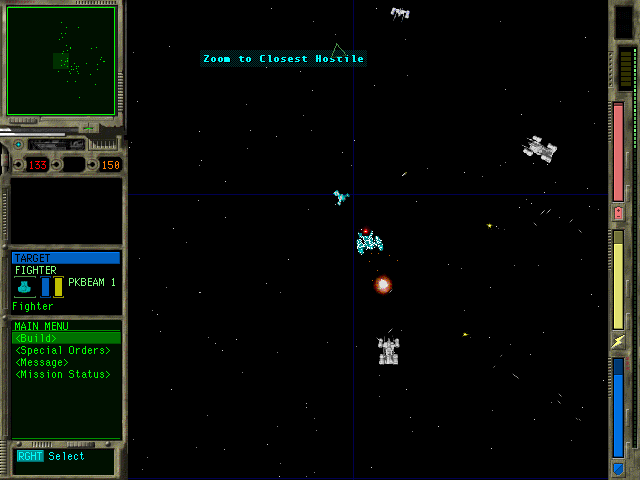 Zoom to Closest Hostile
133 150
TARGET
FIGHTER
PKBEAM 1
Fighter
MAIN MENU
<Build>
<Special Orders>
<Message>
<Mission Status>
RGHT Select